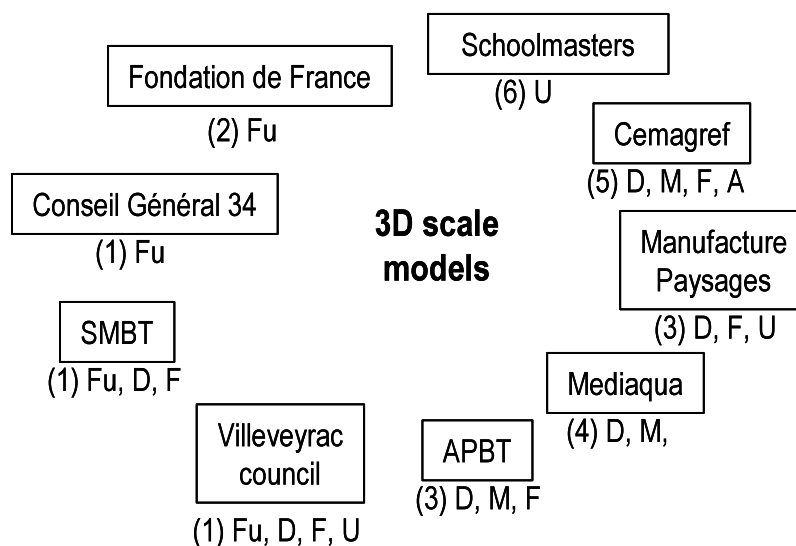 Schoolmasters
(6) U
Fondation de France
(2) Fu
Cemagref
(5) D, M, F, A
Conseil Général 34
(1) Fu
3D scale
models
Manufacture
Paysages
(3) D, F, U
SMBT
(1) Fu, D, F
Mediaqua
(4) D, M,
Villeveyrac
council
(1) Fu, D, F, U
APBT
(3) D, M, F